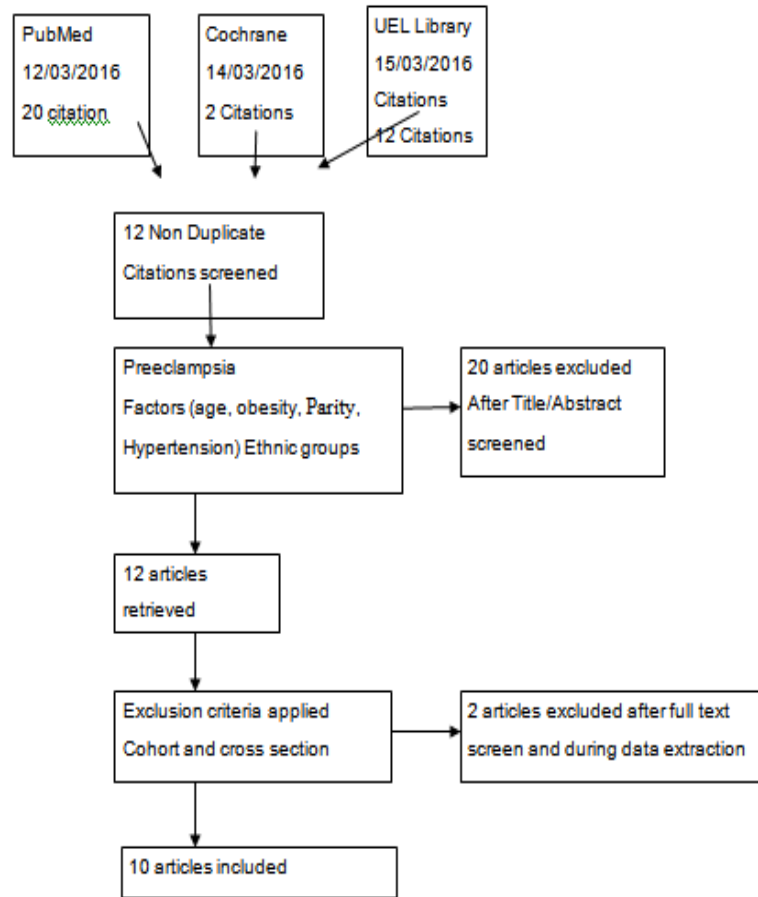 PubMed
12/03/2016
20 citation
Cochrane
14/03/2016
2 Citations
UEL Library
15/03/2016
Citations
12 Citations
12 Non Duplicate
Citations screened
Preeclampsia
Factors (age, obesity, Parity,
Hypertension) Ethnic groups
20 articles excluded
After Title/Abstract
screened
12 articles
retrieved
Exclusion criteria applied
Cohort and cross section
2 articles excluded after full text
screen and during data extraction
10 articles included